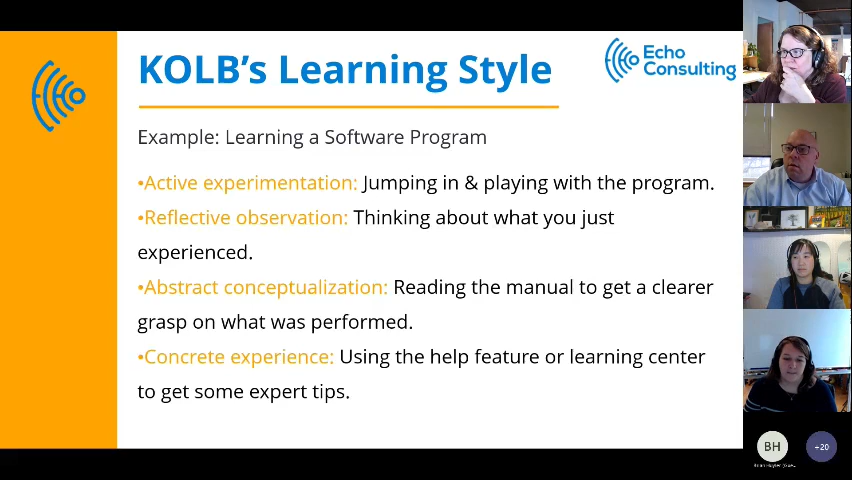 KOLB's Learning Style
Echo
Consulting
Example: Learning a Software Program
•Active experimentation: Jumping in & playing with the program.
•Reflective observation: Thinking about what you just
experienced.
•Abstract conceptualization: Reading the manual to get a clearer
grasp on what was performed.
•Concrete experience: Using the help feature or learning center
to get some expert tips.
BH
+20